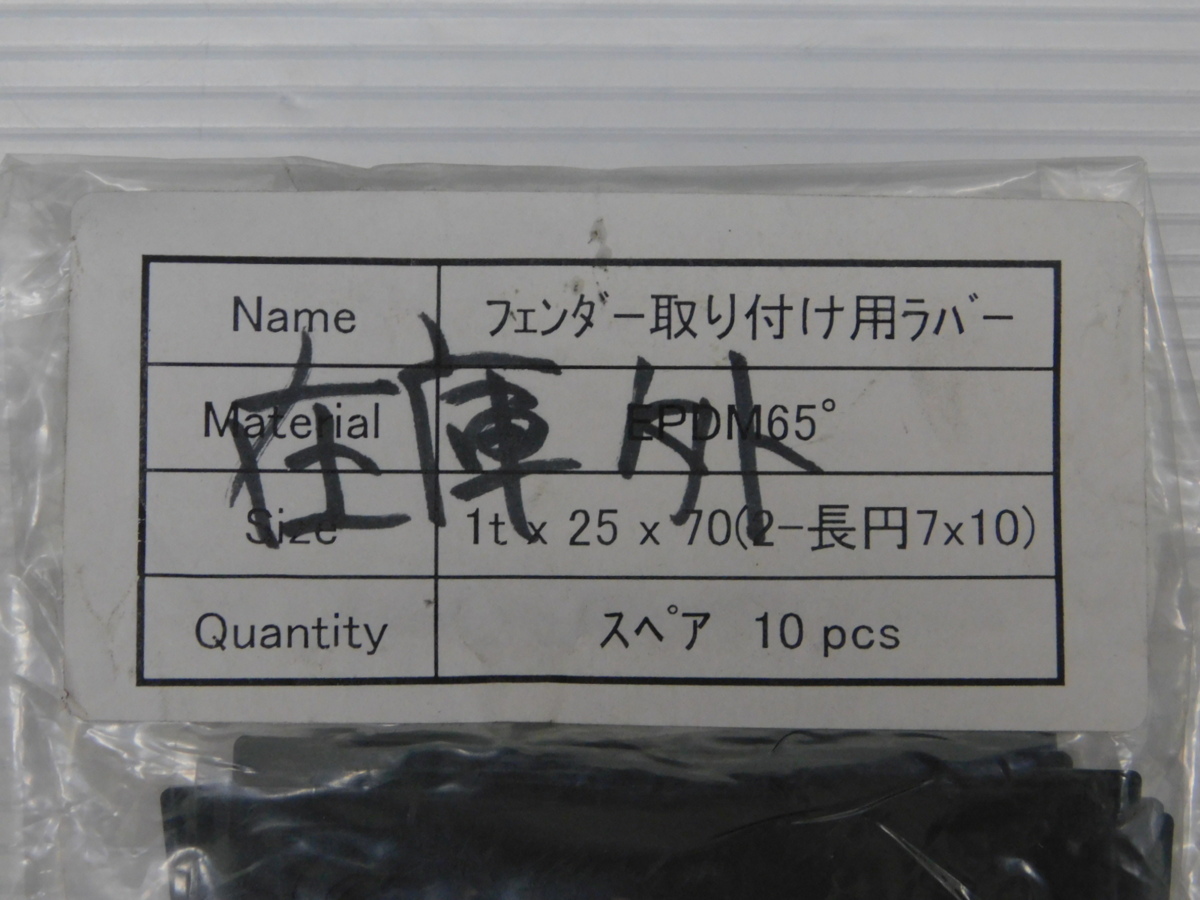 Name ﾌｪﾝﾀﾞｰ取り付け用ﾗﾊﾞｰ
Material EPDM65°
在庫外
Size 1t x 25 x 70(2-長円7x10)
Quantity ｽﾍﾟｱ 10 pcs